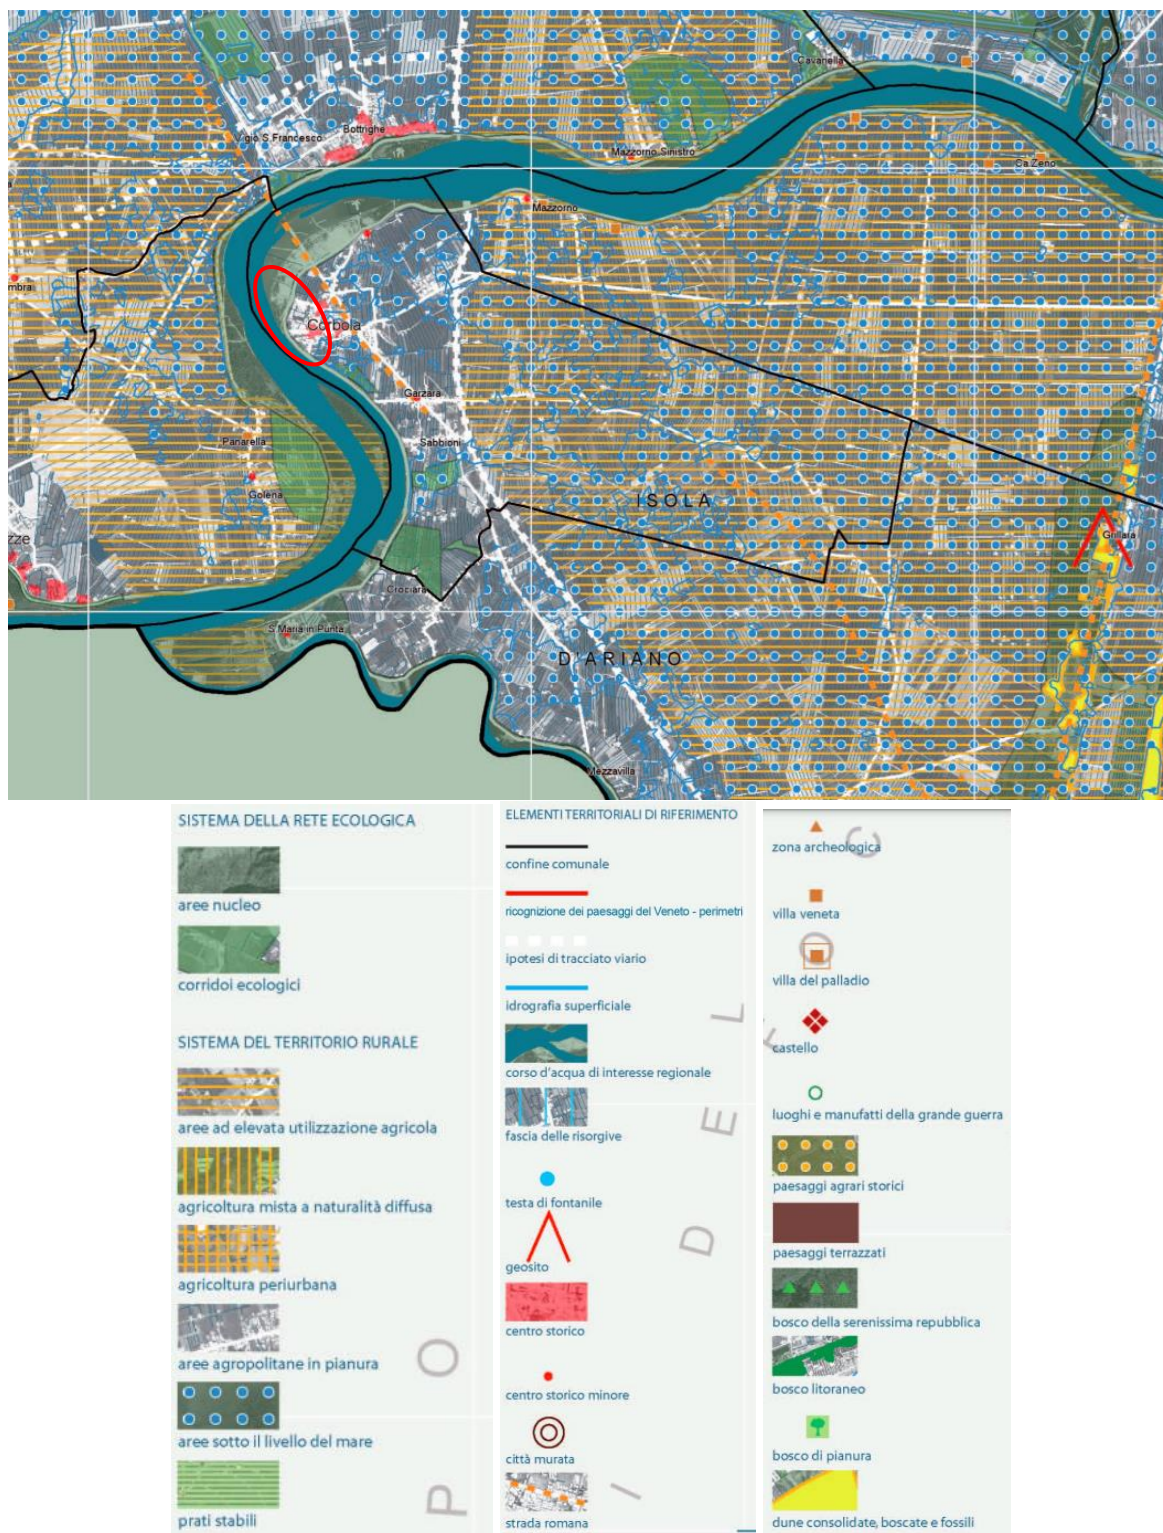 Cavanella
Bottrighe
V.gio S.Francesco
Mazzorno Sinistro
Ca'Zeno
Mazzorno
mbra
Corbola
Garzara
Panarella
Sabbioni
Golena
ISOLA
zze
Grillara
Crociara
S.Maria in Punta
D'ARIANO
Mezzavilla
SISTEMA DELLA RETE ECOLOGICA
aree nucleo
corridoi ecologici
SISTEMA DEL TERRITORIO RURALE
aree ad elevata utilizzazione agricola
agricoltura mista a naturalità diffusa
agricoltura periurbana
aree agropolitane in pianura
aree sotto il livello del mare
prati stabili
P O
ELEMENTI TERRITORIALI DI RIFERIMENTO
confine comunale
ricognizione dei paesaggi del Veneto - perimetri
ipotesi di tracciato viario
idrografia superficiale
corso d'acqua di interesse regionale
fascia delle risorgive
testa di fontanile
geosito
centro storico
centro storico minore
città murata
strada romana
I D E L
zona archeologica
villa veneta
villa del palladio
castello
luoghi e manufatti della grande guerra
paesaggi agrari storici
paesaggi terrazzati
bosco della serenissima repubblica
bosco litoraneo
bosco di pianura
dune consolidate, boscate e fossili
O C